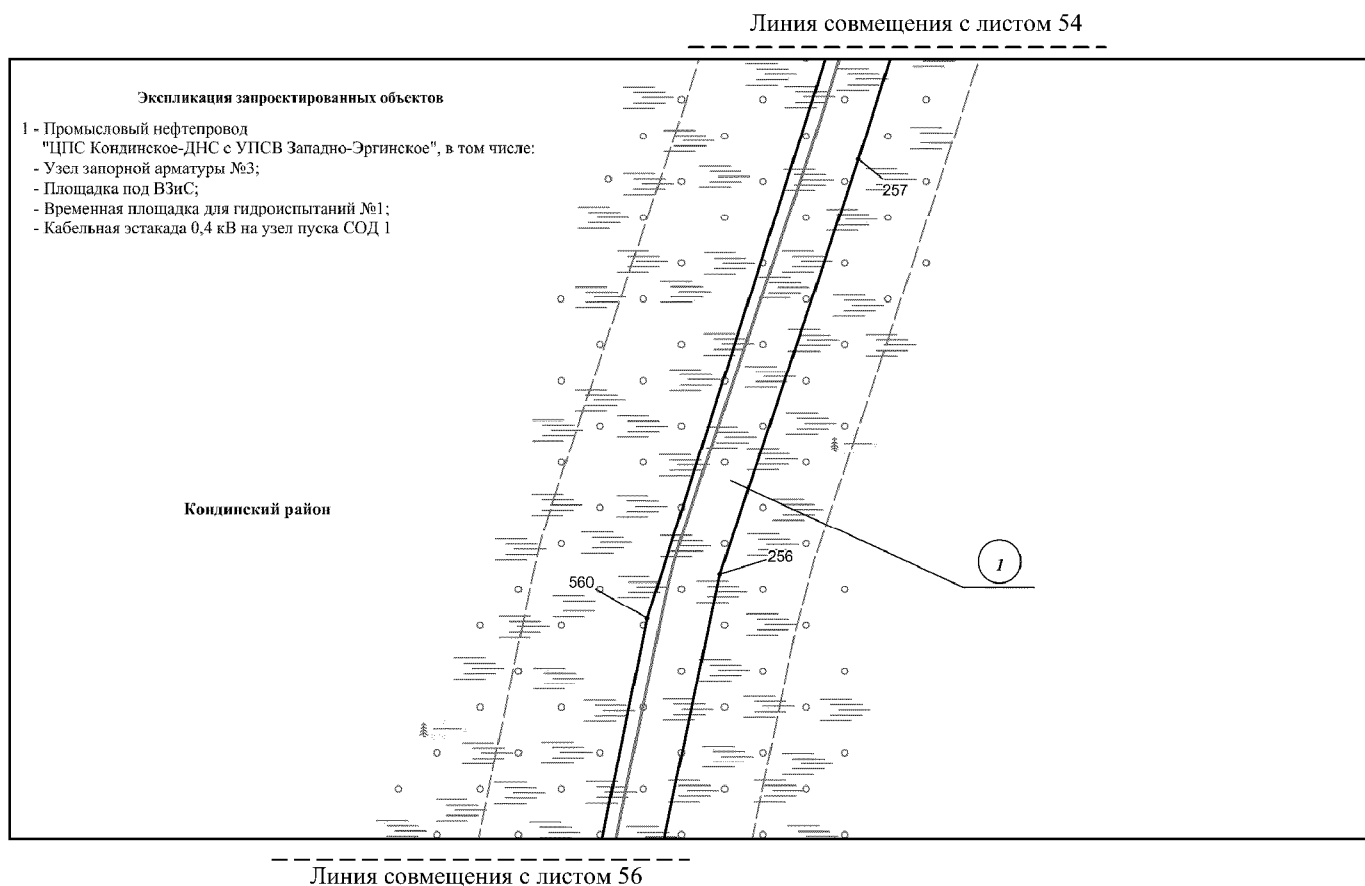 Линия совмещения с листом 54
Экспликация запроектированных объектов
1 - Промысловый нефтепровод
"ЦПС Кондинское-ДНС с УПСВ Западно-Эргинское", в том числе:
- Узел запорной арматуры №3;
- Площадка под ВЗиС;
- Временная площадка для гидроиспытаний №1;
- Кабельная эстакада 0,4 кВ на узел пуска СОД 1
257
Кондинский район
256
1
560
Линия совмещения с листом 56